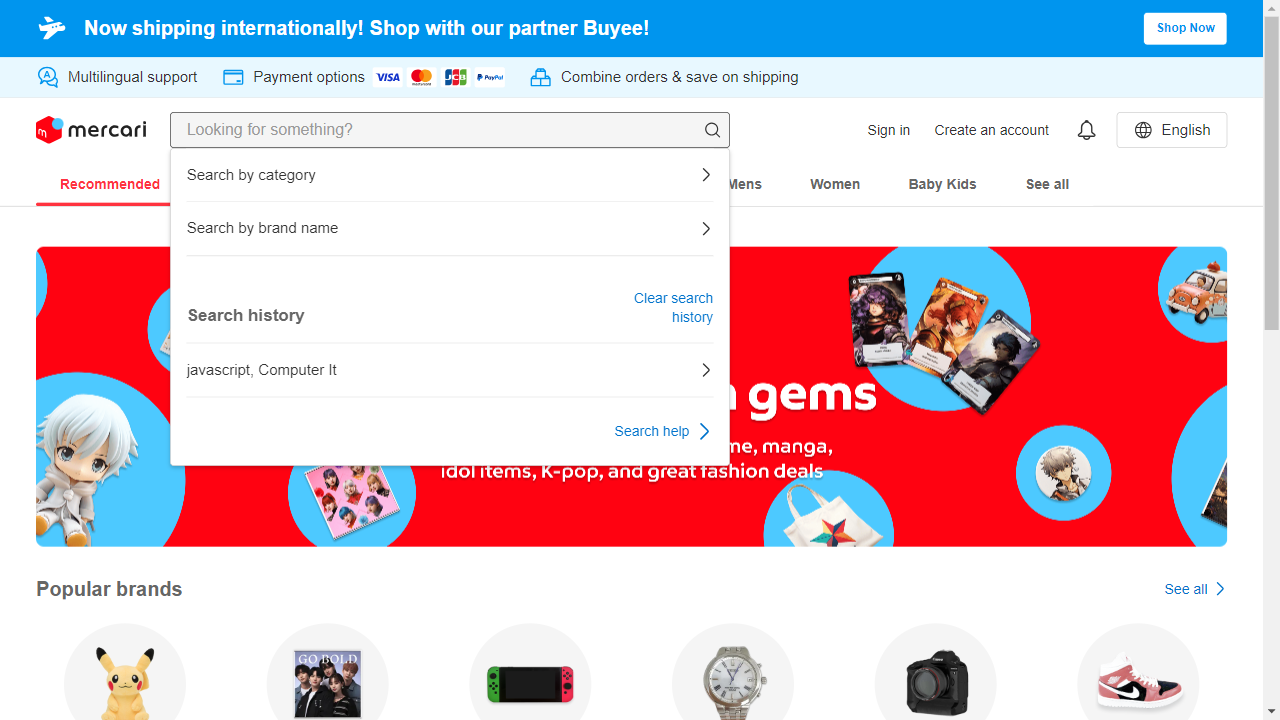 Now shipping internationally! Shop with our partner Buyee!
Shop Now
Multilingual support
Payment options
VISA
mastercard
JCB
PayPal
Combine orders & save on shipping
mercari
Looking for something?
Sign in
Create an account
English
Recommended
Mens
Women
Baby Kids
See all
Search by category
Search by brand name
Clear search
history
Search history
javascript, Computer It
Search help
gems
me, manga,
idol items, K-pop, and great fashion deals
Popular brands
See all
GO BOLD